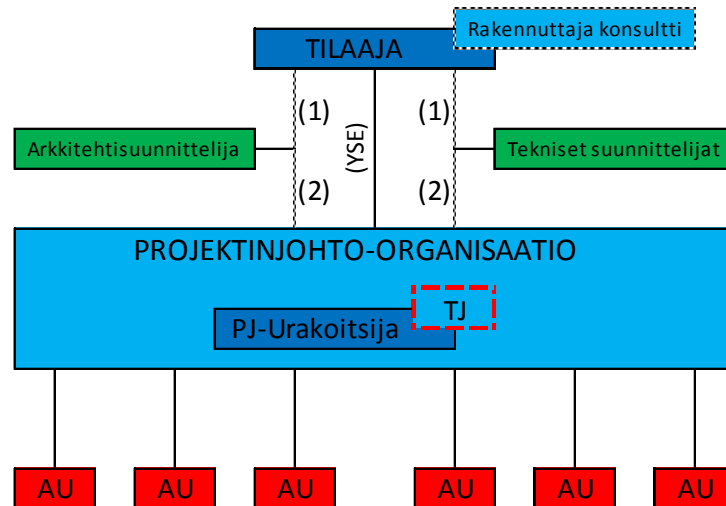 Rakennuttaja konsultti
TILAAJA
(1)
(YSE)
(1)
Arkkitehtisuunnittelija
Tekniset suunnittelijat
(2)
(2)
PROJEKTINJOHTO-ORGANISAATIO
TJ
PJ-Urakoitsija
AU
AU
AU
AU
AU
AU